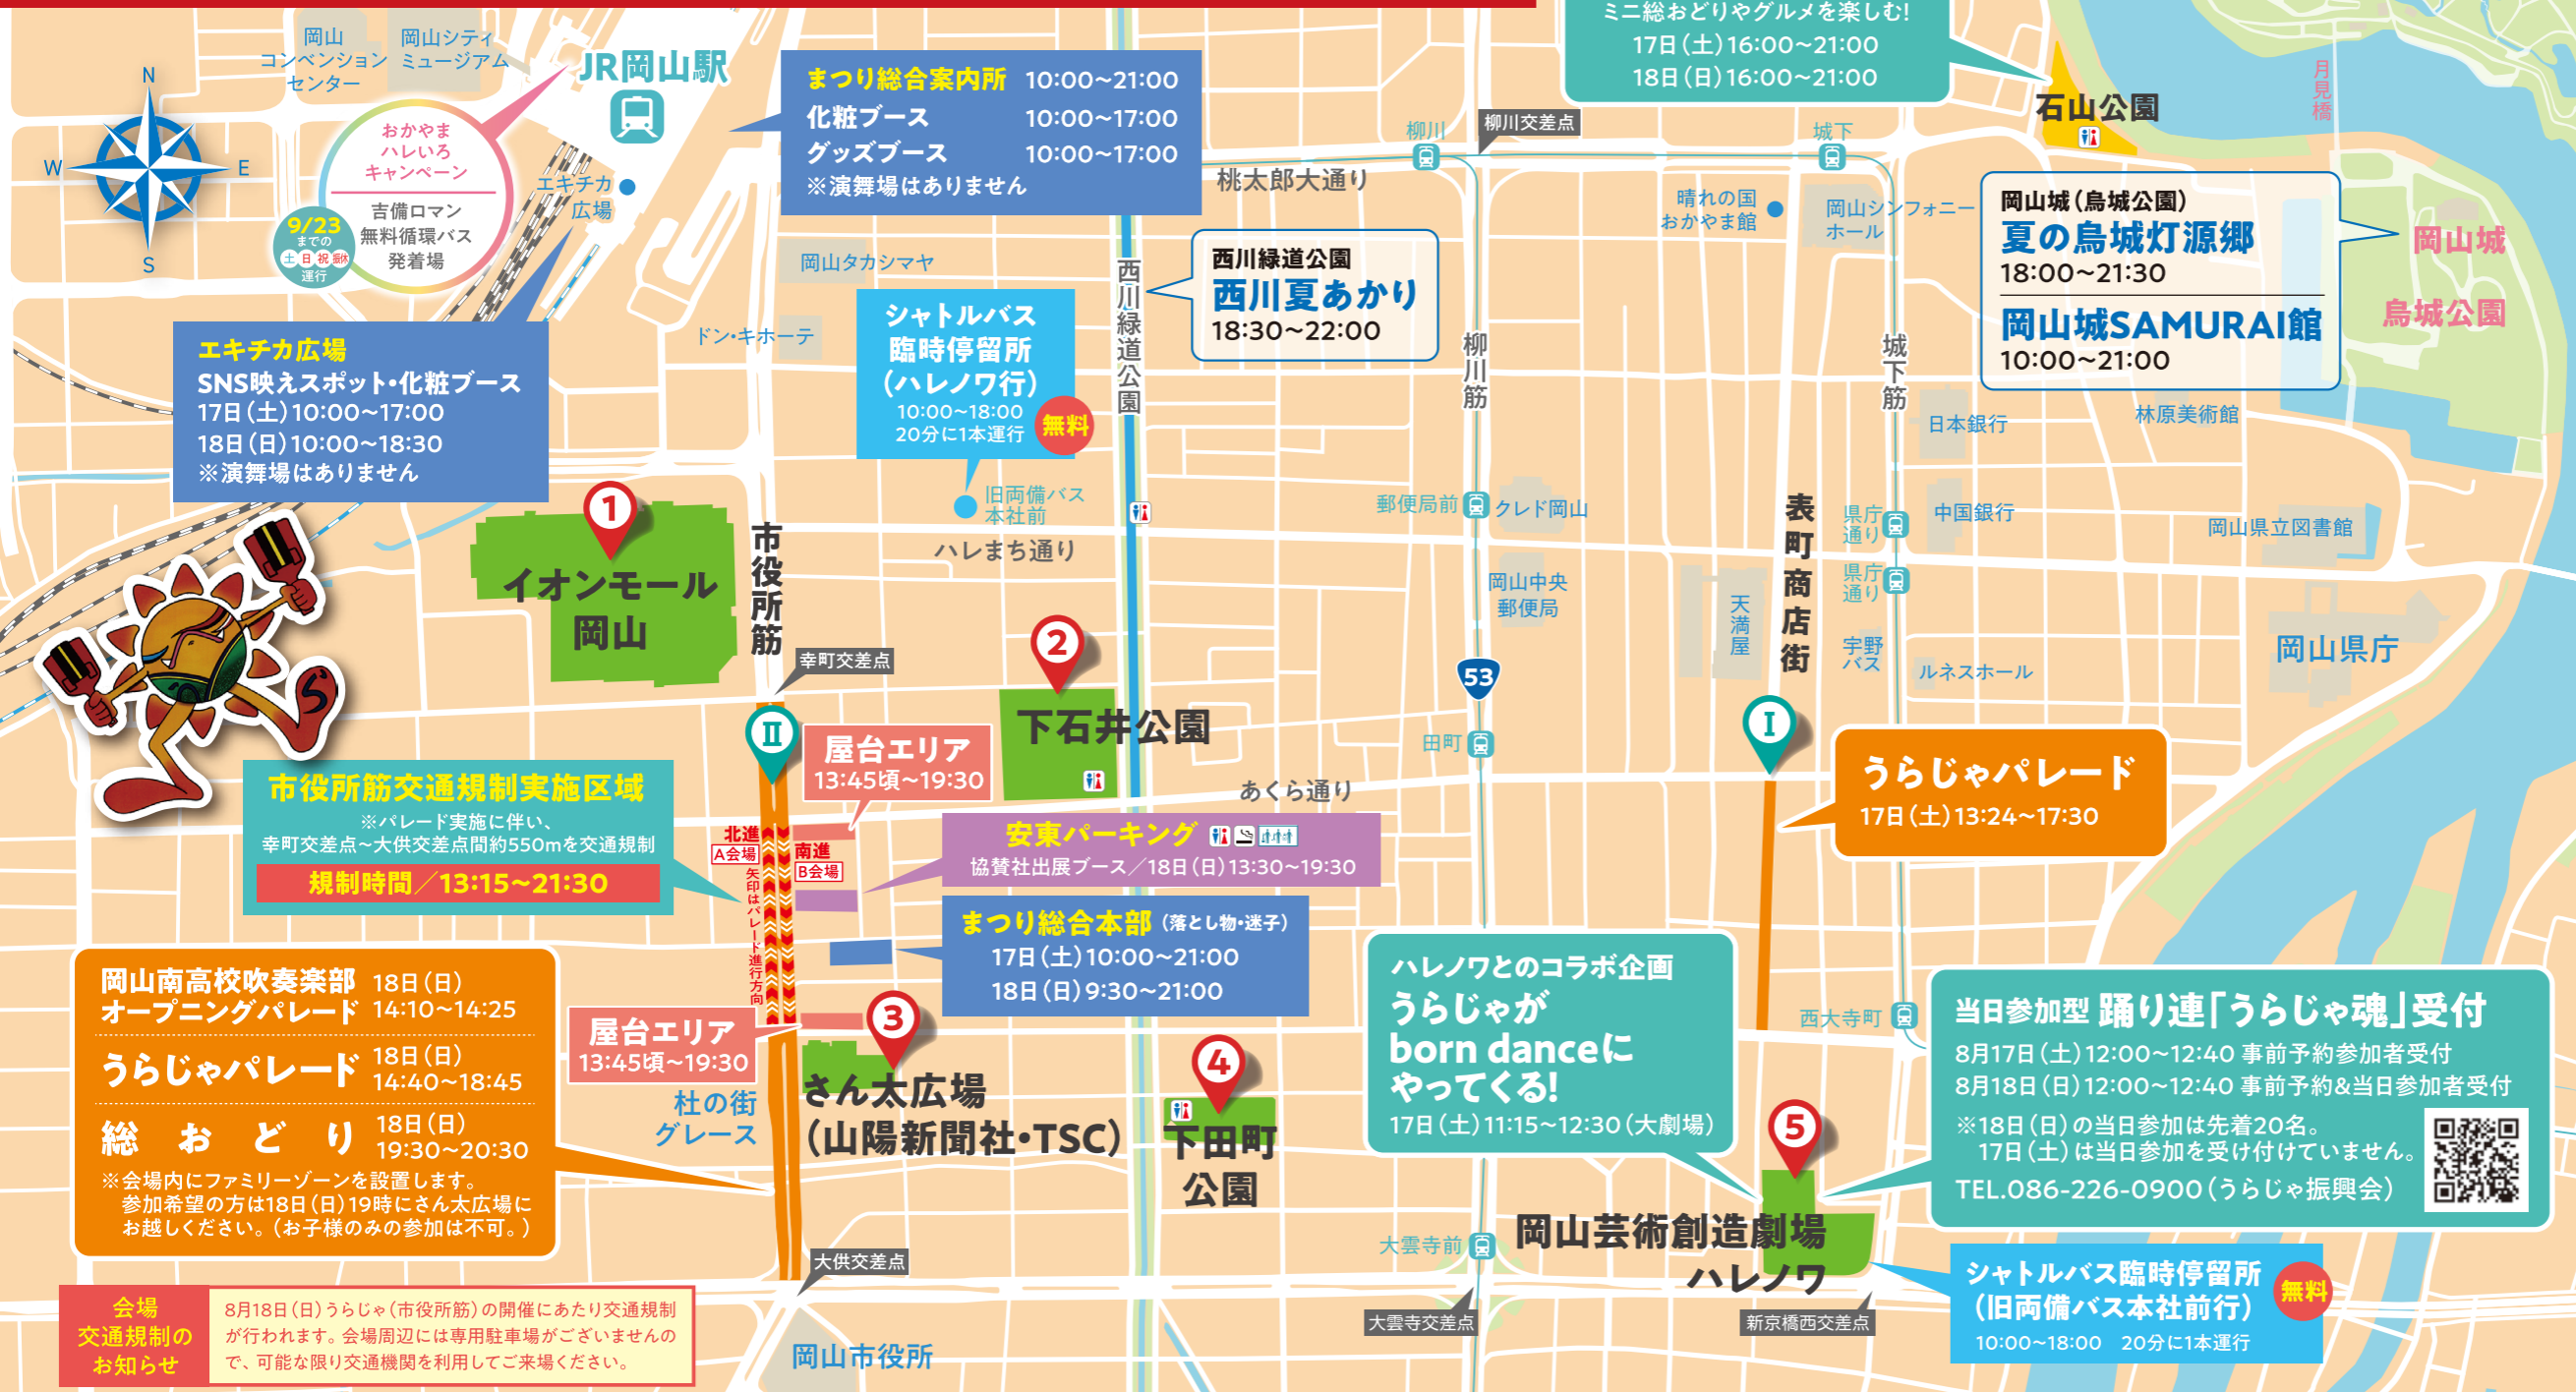 岡山
コンベンション
センター
岡山シティ
ミュージアム
JR岡山駅
N
W
E
S
おかやま
ハレいろ
キャンペーン
吉備ロマン
無料循環バス
発着場
9/23
までの
土 日 祝 振休
運行
エキチカ
広場
まつり総合案内所 10:00~21:00
化粧ブース 10:00~17:00
グッズブース 10:00~17:00
※演舞場はありません
ミニ総おどりやグルメを楽しむ!
17日(土)16:00~21:00
18日(日)16:00~21:00
石山公園
月見橋
柳川
柳川交差点
城下
桃太郎大通り
晴れの国
おかやま館
岡山シンフォニー
ホール
岡山城(烏城公園)
夏の烏城灯源郷
18:00~21:30
岡山城SAMURAI館
10:00~21:00
岡山城
烏城公園
岡山タカシマヤ
ドン・キホーテ
シャトルバス
臨時停留所
(ハレノワ行)
10:00~18:00
20分に1本運行
無料
西川緑道公園
西川緑道公園
西川夏あかり
18:30~22:00
柳川筋
城下筋
日本銀行
林原美術館
エキチカ広場
SNS映えスポット・化粧ブース
17日(土)10:00~17:00
18日(日)10:00~18:30
※演舞場はありません
1
イオンモール
岡山
市役所筋
旧両備バス
本社前
ハレまち通り
郵便局前
クレド岡山
岡山中央
郵便局
表町商店街
天満屋
県庁
通り
県庁
通り
中国銀行
岡山県立図書館
宇野
バス
ルネスホール
岡山県庁
幸町交差点
2
下石井公園
53
田町
あくら通り
II
屋台エリア
13:45頃~19:30
I
うらじゃパレード
17日(土)13:24~17:30
市役所筋交通規制実施区域
※パレード実施に伴い、
幸町交差点~大供交差点間約550mを交通規制
規制時間/13:15~21:30
北進
A会場
南進
B会場
矢印はパレード進行方向
安東パーキング
協賛社出展ブース/18日(日)13:30~19:30
まつり総合本部(落とし物・迷子)
17日(土)10:00~21:00
18日(日)9:30~21:00
岡山南高校吹奏楽部 18日(日)
オープニングパレード 14:10~14:25
うらじゃパレード 18日(日)
14:40~18:45
総おどり 18日(日)
19:30~20:30
※会場内にファミリーゾーンを設置します。
参加希望の方は18日(日)19時にさん太広場に
お越しください。(お子様のみの参加は不可。)
屋台エリア
13:45頃~19:30
杜の街
グレース
3
さん太広場
(山陽新聞社・TSC)
4
下田町
公園
ハレノワとのコラボ企画
うらじゃが
born danceに
やってくる!
17日(土)11:15~12:30(大劇場)
西大寺町
当日参加型 踊り連「うらじゃ魂」受付
8月17日(土)12:00~12:40 事前予約参加者受付
8月18日(日)12:00~12:40 事前予約&当日参加者受付
※18日(日)の当日参加は先着20名。
17日(土)は当日参加を受け付けていません。
TEL.086-226-0900(うらじゃ振興会)
5
岡山芸術創造劇場
ハレノワ
大雲寺前
大雲寺交差点
新京橋西交差点
シャトルバス臨時停留所
(旧両備バス本社前行)
10:00~18:00 20分に1本運行
無料
大供交差点
岡山市役所
会場
交通規制の
お知らせ
8月18日(日)うらじゃ(市役所筋)の開催にあたり交通規制
が行われます。会場周辺には専用駐車場がございませんの
で、可能な限り交通機関を利用してご来場ください。